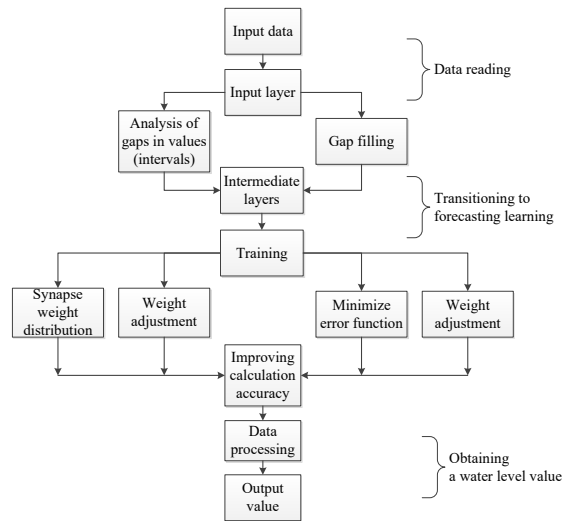 Input data
Data reading
Input layer
Analysis of
gaps in values
(intervals)
Gap filling
Intermediate
layers
Transitioning to
forecasting learning
Training
Synapse
weight
distribution
Weight
adjustment
Minimize
error function
Weight
adjustment
Improving
calculation
accuracy
Data
processing
Obtaining
a water level value
Output
value